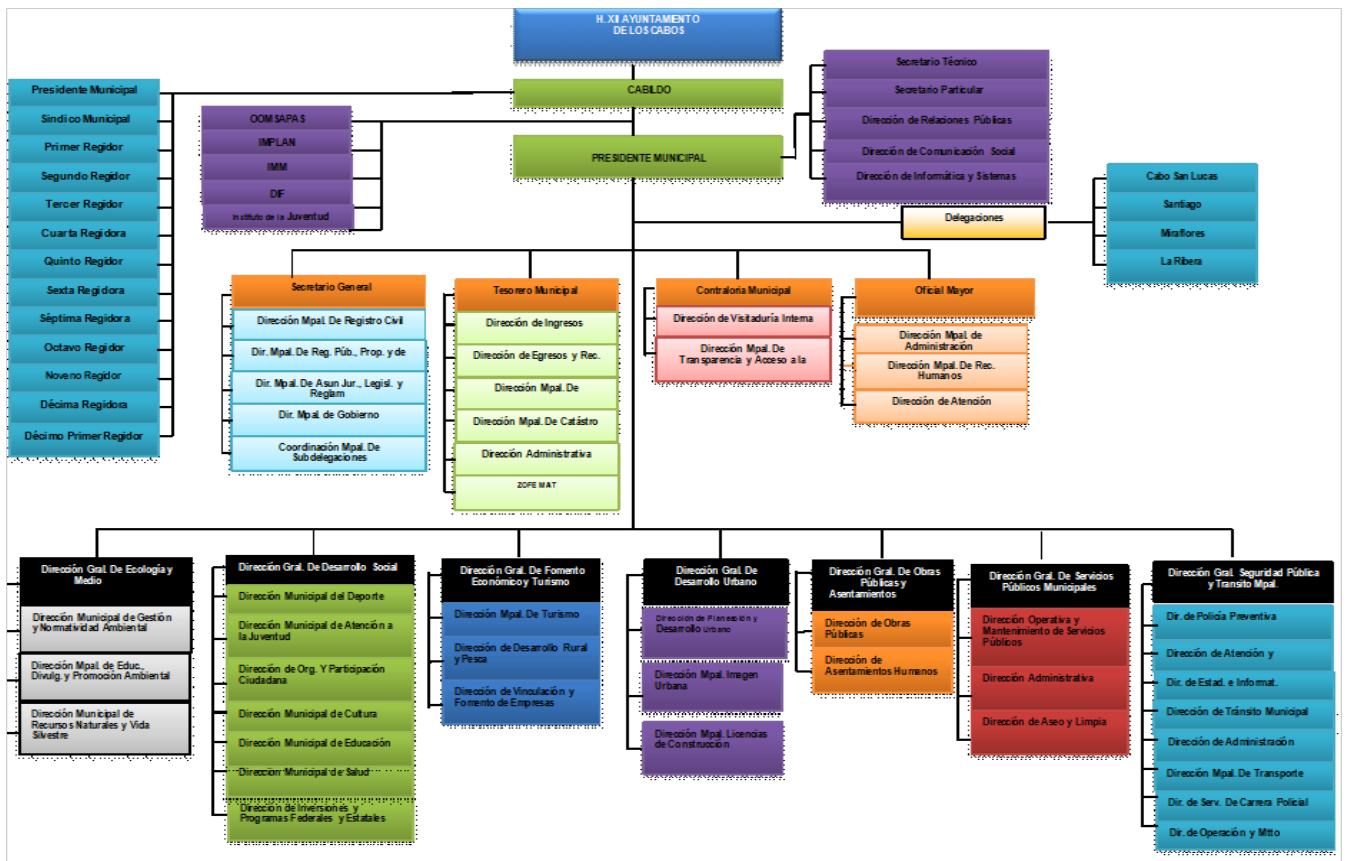 H. XII AYUNTAMIENTO
DE LOS CABOS
CABILDO
PRESIDENTE MUNICIPAL
Presidente Municipal
Sindico Municipal
Primer Regidor
Segundo Regidor
Tercer Regidor
Cuarta Regidora
Quinto Regidor
Sexta Regidora
Séptima Regidora
Octavo Regidor
Noveno Regidor
Décima Regidora
Décimo Primer Regidor
OOMSAPAS
IMPLAN
IMM
DIF
Instituto de la Juventud
Secretario Técnico
Secretario Particular
Dirección de Relaciones Públicas
Dirección de Comunicación Social
Dirección de Informática y Sistemas
Delegaciones
Cabo San Lucas
Santiago
Miraflores
La Ribera
Secretario General
Dirección Mpal. De Registro Civil
Dir. Mpal. De Reg. Púb., Prop. y de
Dir. Mpal. De Asun Jur., Legisl. y
Reglam
Dir. Mpal. de Gobierno
Coordinación Mpal. De
Subdelegaciones
Tesorero Municipal
Dirección de Ingresos
Dirección de Egresos y Rec.
Dirección Mpal. De
Dirección Mpal. De Catástro
Dirección Administrativa
ZOFEMAT
Contraloria Municipal
Dirección de Visitaduría Interna
Dirección Mpal. De
Transparencia y Acceso a la
Oficial Mayor
Dirección Mpal. de
Administración
Dirección Mpal. De Rec.
Humanos
Dirección de Atención
Dirección Gral. De Ecología y
Medio
Dirección Municipal de Gestión
y Normatividad Ambiental
Dirección Mpal. de Educ.,
Divulg. y Promoción Ambiental
Dirección Municipal de
Recursos Naturales y Vida
Silvestre
Dirección Gral. De Desarrollo Social
Dirección Municipal del Deporte
Dirección Municipal de Atención a
la Juventud
Dirección de Org. Y Participación
Ciudadana
Dirección Municipal de Cultura
Dirección Municipal de Educación
Dirección Municipal de Salud
Dirección de Inversiones y
Programas Federales y Estatales
Dirección Gral. De Fomento
Económico y Turismo
Dirección Mpal. De Turismo
Dirección de Desarrollo Rural
y Pesca
Dirección de Vinculación y
Fomento de Empresas
Dirección Gral. De
Desarrollo Urbano
Dirección de Planeación y
Desarrollo Urbano
Dirección Mpal. Imagen
Urbana
Dirección Mpal. Licencias
de Construcción
Dirección Gral. De Obras
Públicas y
Asentamientos
Dirección de Obras
Públicas
Dirección de
Asentamientos Humanos
Dirección Gral. De Servicios
Públicos Municipales
Dirección Operativa y
Mantenimiento de Servicios
Públicos
Dirección Administrativa
Dirección de Aseo y Limpia
Dirección Gral. Seguridad Pública
y Transito Mpal.
Dir. de Policía Preventiva
Dirección de Atención y
Dir. de Estad. e Informat.
Dirección de Tránsito Municipal
Dirección de Administración
Dirección Mpal. De Transporte
Dir. de Serv. De Carrera Policial
Dir. de Operación y Mtto